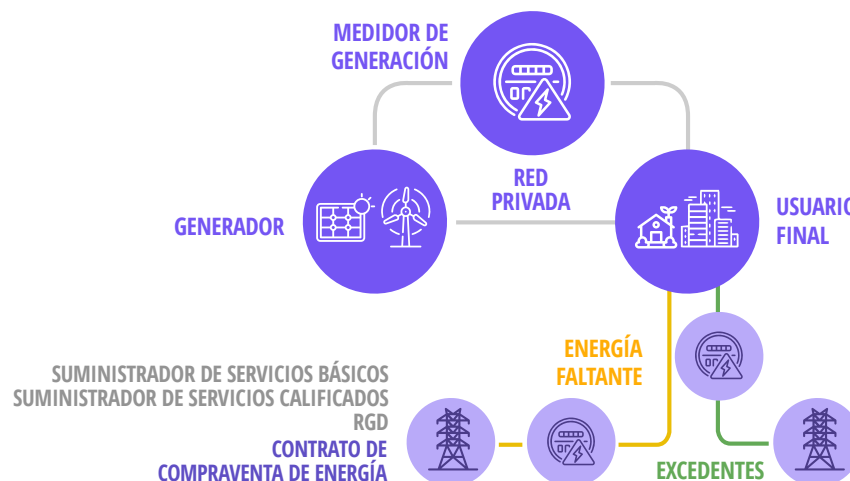 MEDIDOR DE
GENERACIÓN
RED
PRIVADA
GENERADOR
USUARIO
FINAL
ENERGÍA
FALTANTE
SUMINISTRADOR DE SERVICIOS BÁSICOS
SUMINISTRADOR DE SERVICIOS CALIFICADOS
RGD
CONTRATO DE
COMPRAVENTA DE ENERGÍA
EXCEDENTES